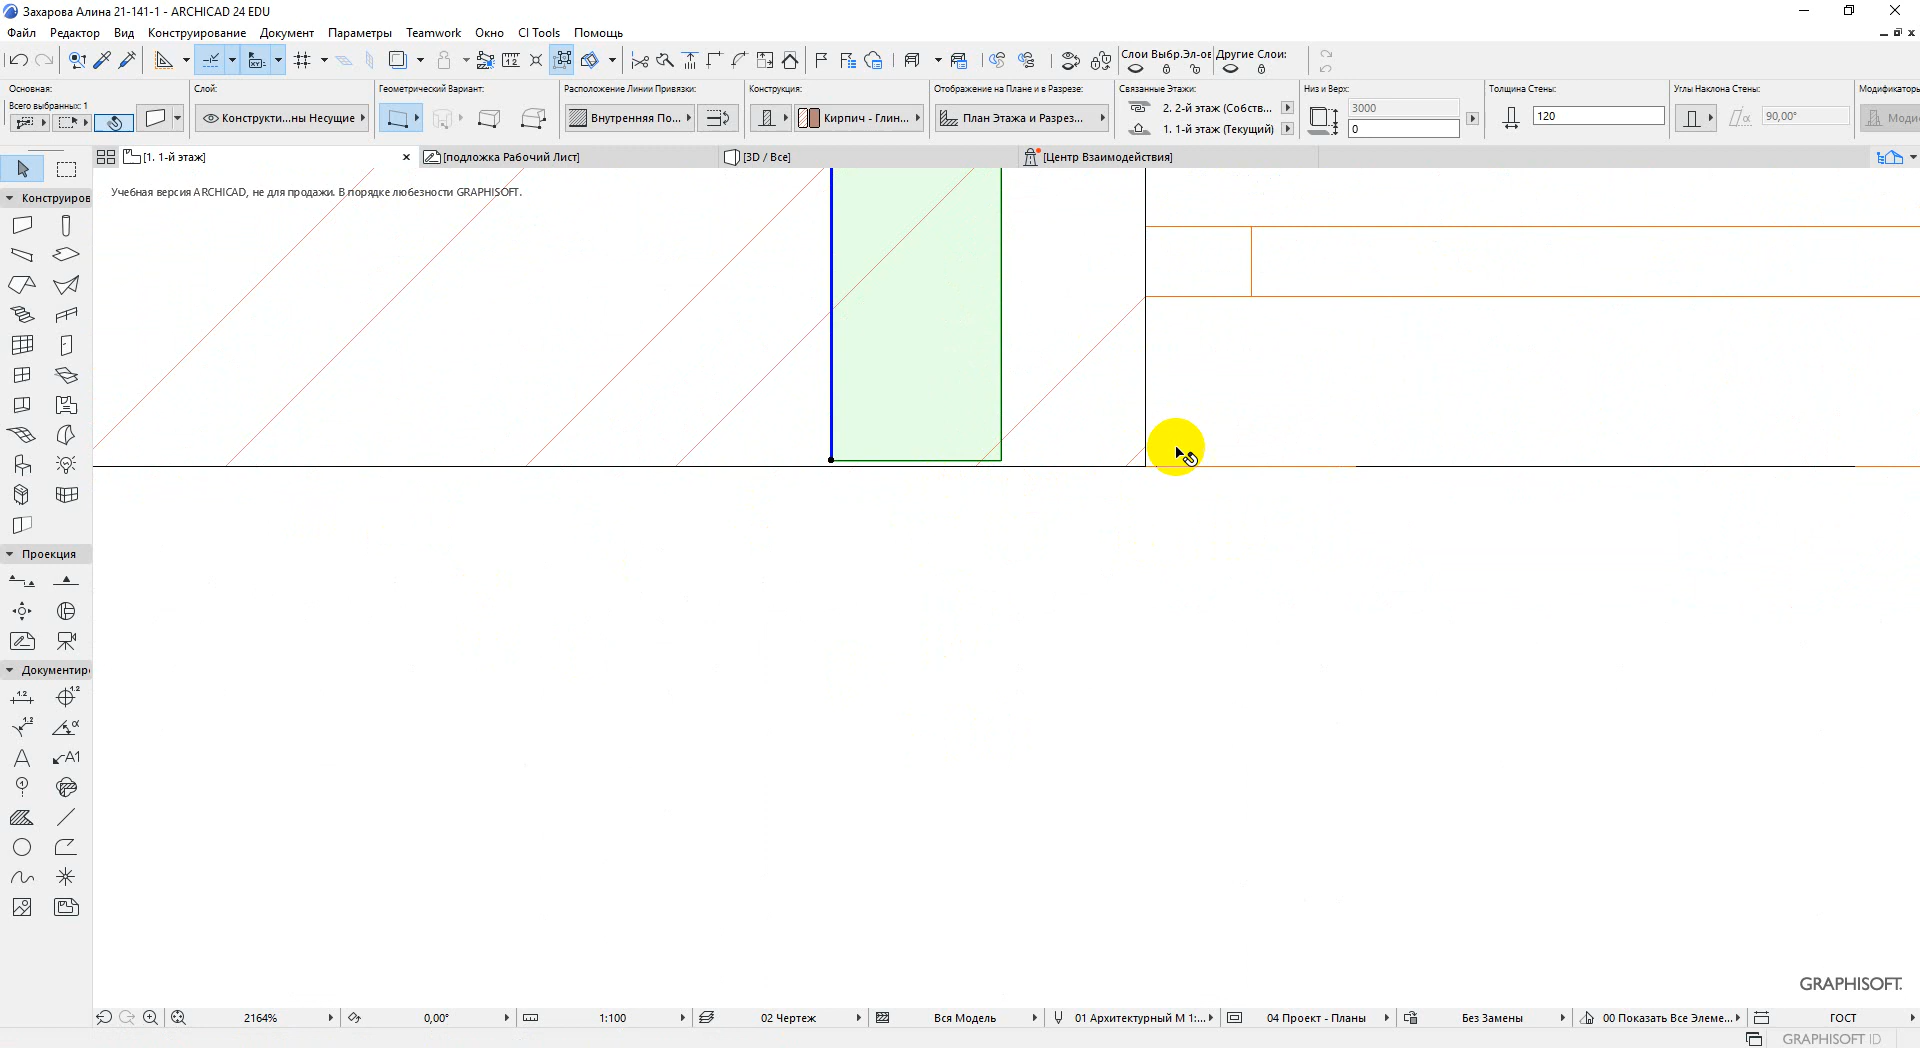 Захарова Алина 21-141-1 - ARCHICAD 24 EDU
Файл Редактор Вид Конструирование Документ Параметры Teamwork Окно CI Tools Помощь
Слои Выбр.Эл-ов Другие Слои:
Основная: Слой: Геометрический Вариант: Расположение Линии Привязки: Конструкция: Отображение на Плане и в Разрезе: Связанные Этажи: Низ и Верх: Толщина Стены: Углы Наклона Стены: Модификаторы
Всего выбранных: 1
Конструкти...ны Несущие Внутренняя По... Кирпич - Глин... План Этажа и Разрез... 2. 2-й этаж (Собств... 3000 120 90,00° Моди
1. 1-й этаж (Текущий) 0
[1. 1-й этаж] [подложка Рабочий Лист] [3D / Все] [Центр Взаимодействия]
Учебная версия ARCHICAD, не для продажи. В порядке любезности GRAPHISOFT.
Конструиров
Проекция
Документир
GRAPHISOFT.
2164% 0,00° 1:100 02 Чертеж Вся Модель 01 Архитектурный М 1:... 04 Проект - Планы Без Замены 00 Показать Все Элеме... ГОСТ
GRAPHISOFT ID